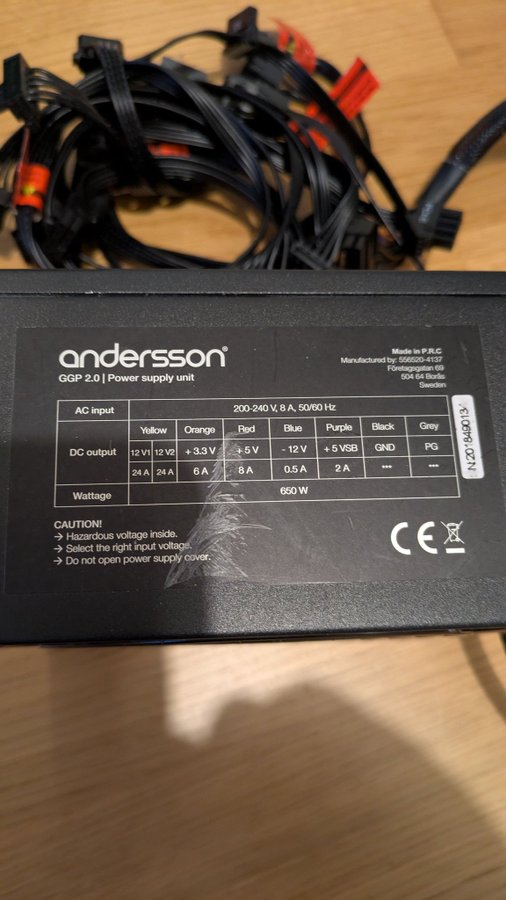 andersson®
GGP 2.0 | Power supply unit
Made in P.R.C
Manufactured by: 556520-4137
Företagsgatan 69
504 64 Borås
Sweden
AC input 200-240 V, 8 A, 50/60 Hz
DC output
Yellow Orange Red Blue Purple Black Grey
12 V1 12 V2 + 3.3 V + 5 V - 12 V + 5 VSB GND PG
24 A 24 A 6 A 8 A 0.5 A 2 A *** ***
Wattage 650 W
N201849013
CAUTION!
→ Hazardous voltage inside.
→ Select the right input voltage.
→ Do not open power supply cover.
CE